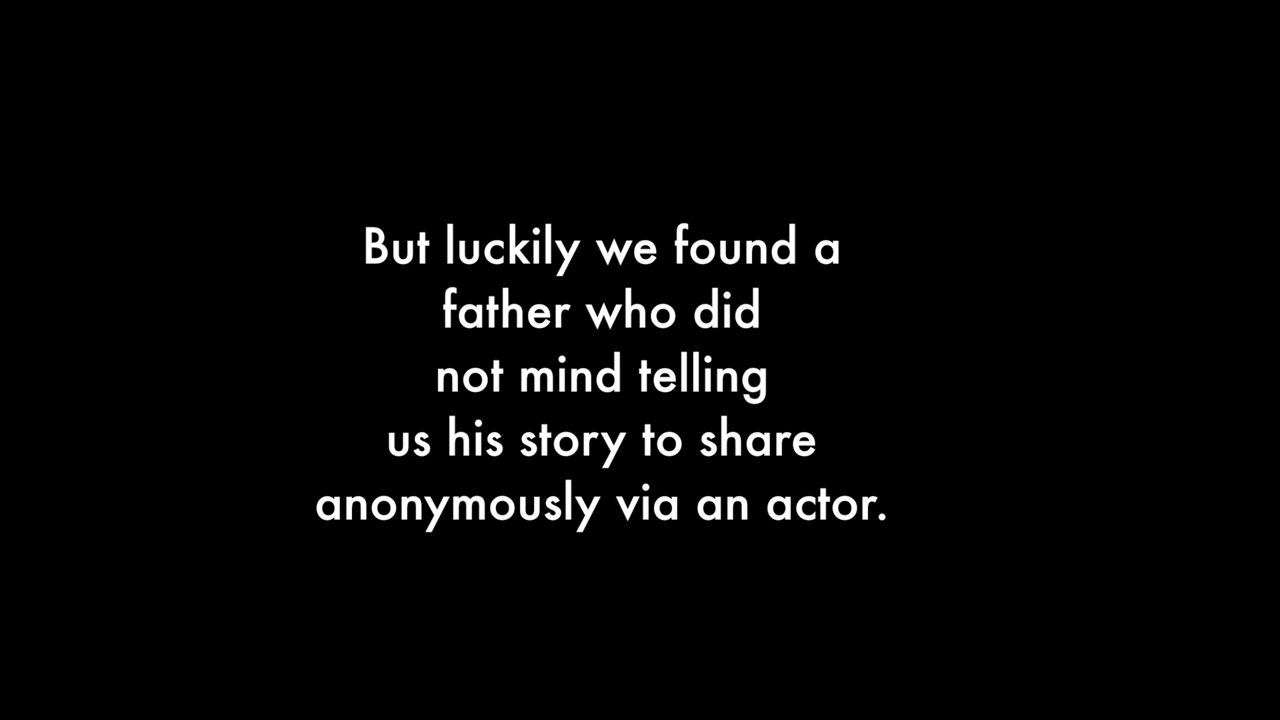 But luckily we found a
father who did
not mind telling
us his story to share
anonymously via an actor.